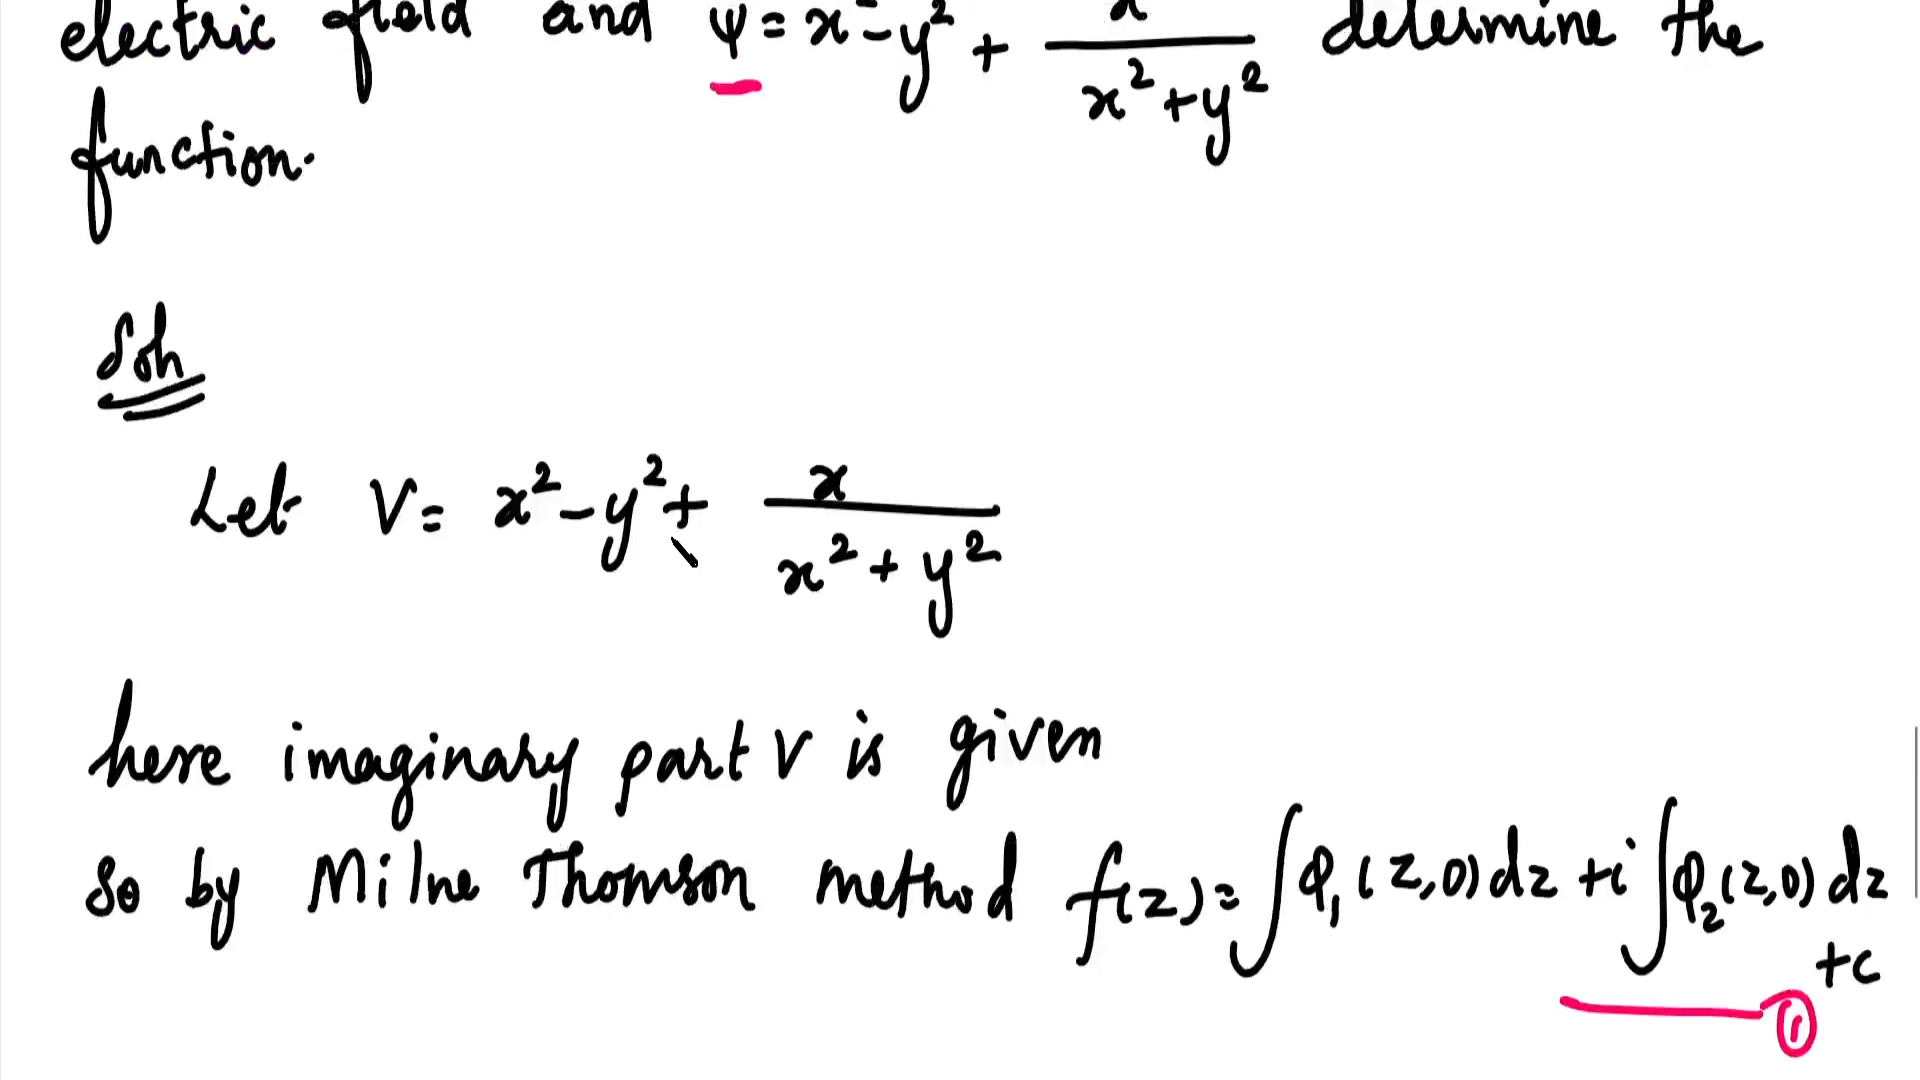 electric field and ψ = x² - y² + x / (x² + y²) determine the
function.
Soln
Let V = x² - y² + x / (x² + y²)
here imaginary part V is given
so by Milne Thomson method f(z) = ∫φ₁(z,0)dz + i∫φ₂(z,0)dz
+c
①